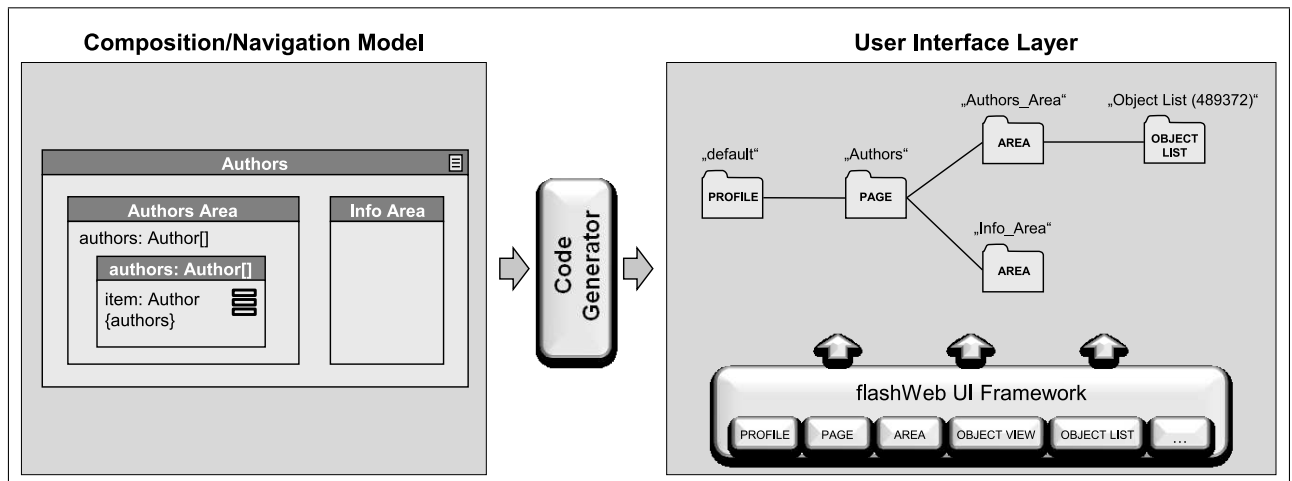 Composition/Navigation Model
Authors
Authors Area
authors: Author[]
authors: Author[]
item: Author
{authors}
Info Area
Code
Generator
User Interface Layer
„default“
PROFILE
„Authors“
PAGE
„Authors_Area“
AREA
„Object List (489372)“
OBJECT
LIST
„Info_Area“
AREA
flashWeb UI Framework
PROFILE
PAGE
AREA
OBJECT VIEW
OBJECT LIST
...